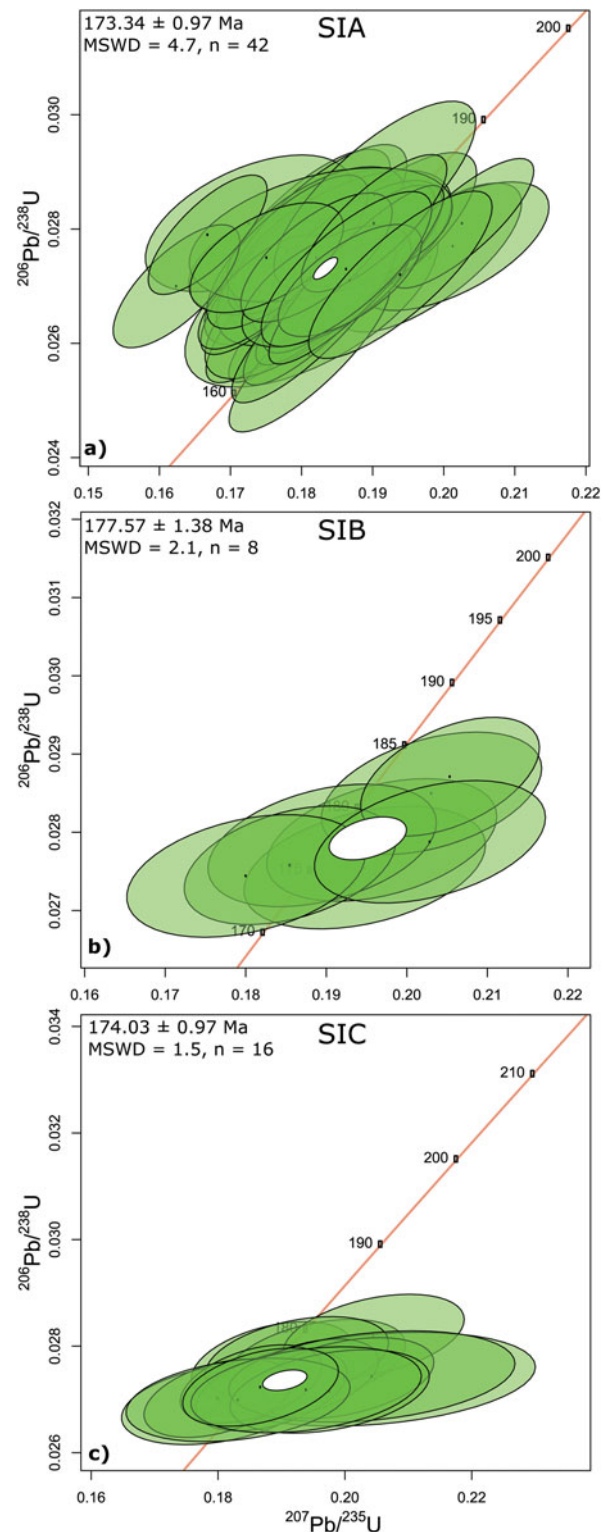 173.34 ± 0.97 Ma
MSWD = 4.7, n = 42
SIA
200
190
160
206Pb/238U
0.030
0.028
0.026
0.024
a)
0.15 0.16 0.17 0.18 0.19 0.20 0.21 0.22
177.57 ± 1.38 Ma
MSWD = 2.1, n = 8
SIB
200
195
190
185
180
175
170
206Pb/238U
0.032
0.031
0.030
0.029
0.028
0.027
b)
0.16 0.17 0.18 0.19 0.20 0.21 0.22
174.03 ± 0.97 Ma
MSWD = 1.5, n = 16
SIC
210
200
190
180
206Pb/238U
0.034
0.032
0.030
0.028
0.026
c)
0.16 0.18 0.20 0.22
207Pb/235U